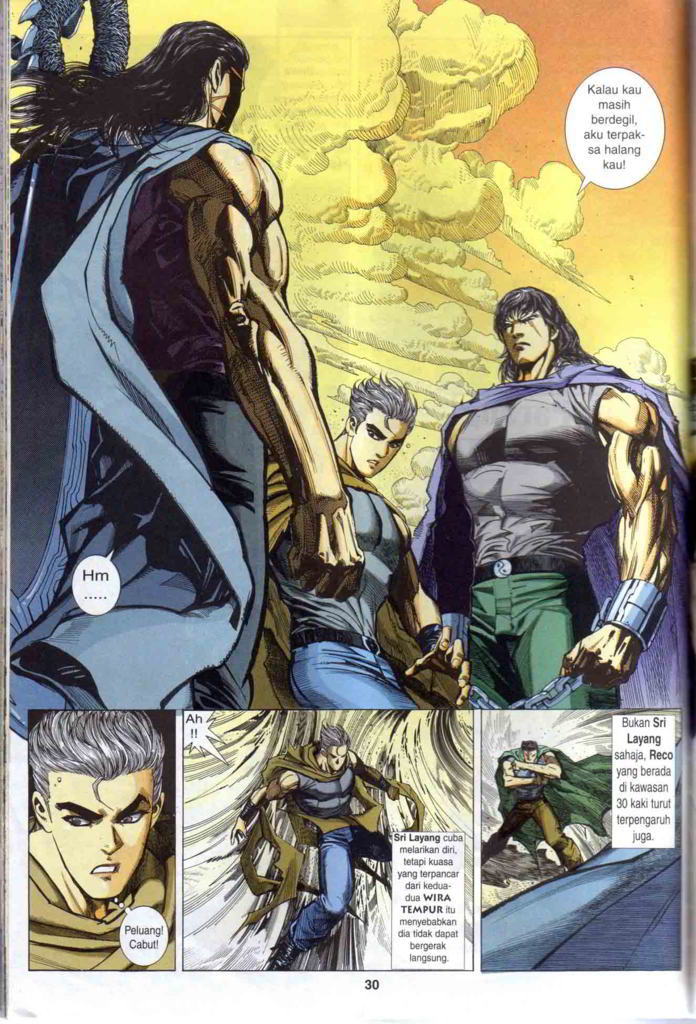 Kalau kau
masih
berdegil,
aku terpak-
sa halang
kau!
Hm
.....
Peluang!
Cabut!
Ah
!!
Sri Layang cuba
melarikan diri,
tetapi kuasa
yang terpancar
dari kedua-
dua WIRA
TEMPUR itu
menyebabkan
dia tidak dapat
bergerak
langsung.
Bukan Sri
Layang
sahaja, Reco
yang berada
di kawasan
30 kaki turut
terpengaruh
juga.
30